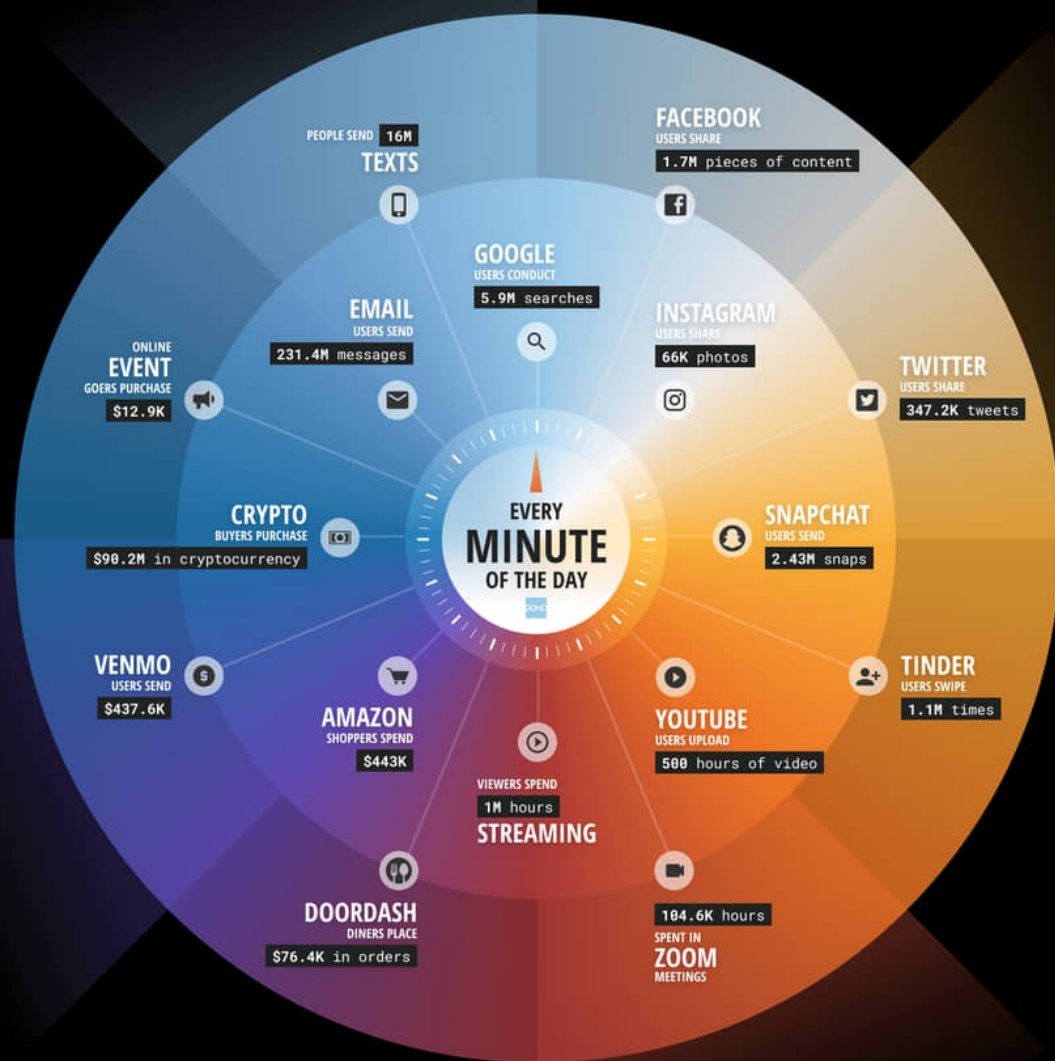 EVERY
MINUTE
OF THE DAY
DOMO
GOOGLE
USERS CONDUCT
5.9M searches
FACEBOOK
USERS SHARE
1.7M pieces of content
INSTAGRAM
USERS SHARE
66K photos
TWITTER
USERS SHARE
347.2K tweets
SNAPCHAT
USERS SEND
2.43M snaps
TINDER
USERS SWIPE
1.1M times
YOUTUBE
USERS UPLOAD
500 hours of video
104.6K hours
SPENT IN
ZOOM
MEETINGS
VIEWERS SPEND
1M hours
STREAMING
DOORDASH
DINERS PLACE
$76.4K in orders
AMAZON
SHOPPERS SPEND
$443K
VENMO
USERS SEND
$437.6K
CRYPTO
BUYERS PURCHASE
$90.2M in cryptocurrency
ONLINE
EVENT
GOERS PURCHASE
$12.9K
EMAIL
USERS SEND
231.4M messages
PEOPLE SEND 16M
TEXTS